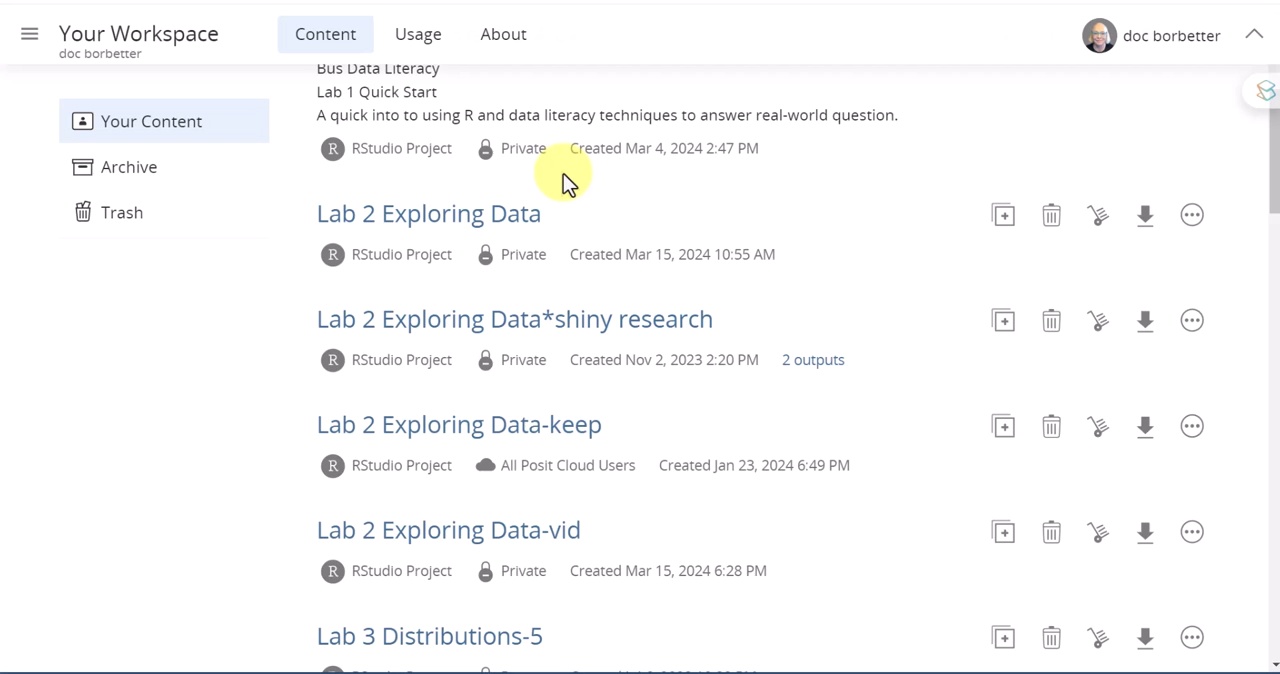 Your Workspace
doc borbetter
Content Usage About
doc borbetter
Your Content
Archive
Trash
Bus Data Literacy
Lab 1 Quick Start
A quick into to using R and data literacy techniques to answer real-world question.
R RStudio Project Private Created Mar 4, 2024 2:47 PM
Lab 2 Exploring Data
R RStudio Project Private Created Mar 15, 2024 10:55 AM
Lab 2 Exploring Data*shiny research
R RStudio Project Private Created Nov 2, 2023 2:20 PM 2 outputs
Lab 2 Exploring Data-keep
R RStudio Project All Posit Cloud Users Created Jan 23, 2024 6:49 PM
Lab 2 Exploring Data-vid
R RStudio Project Private Created Mar 15, 2024 6:28 PM
Lab 3 Distributions-5